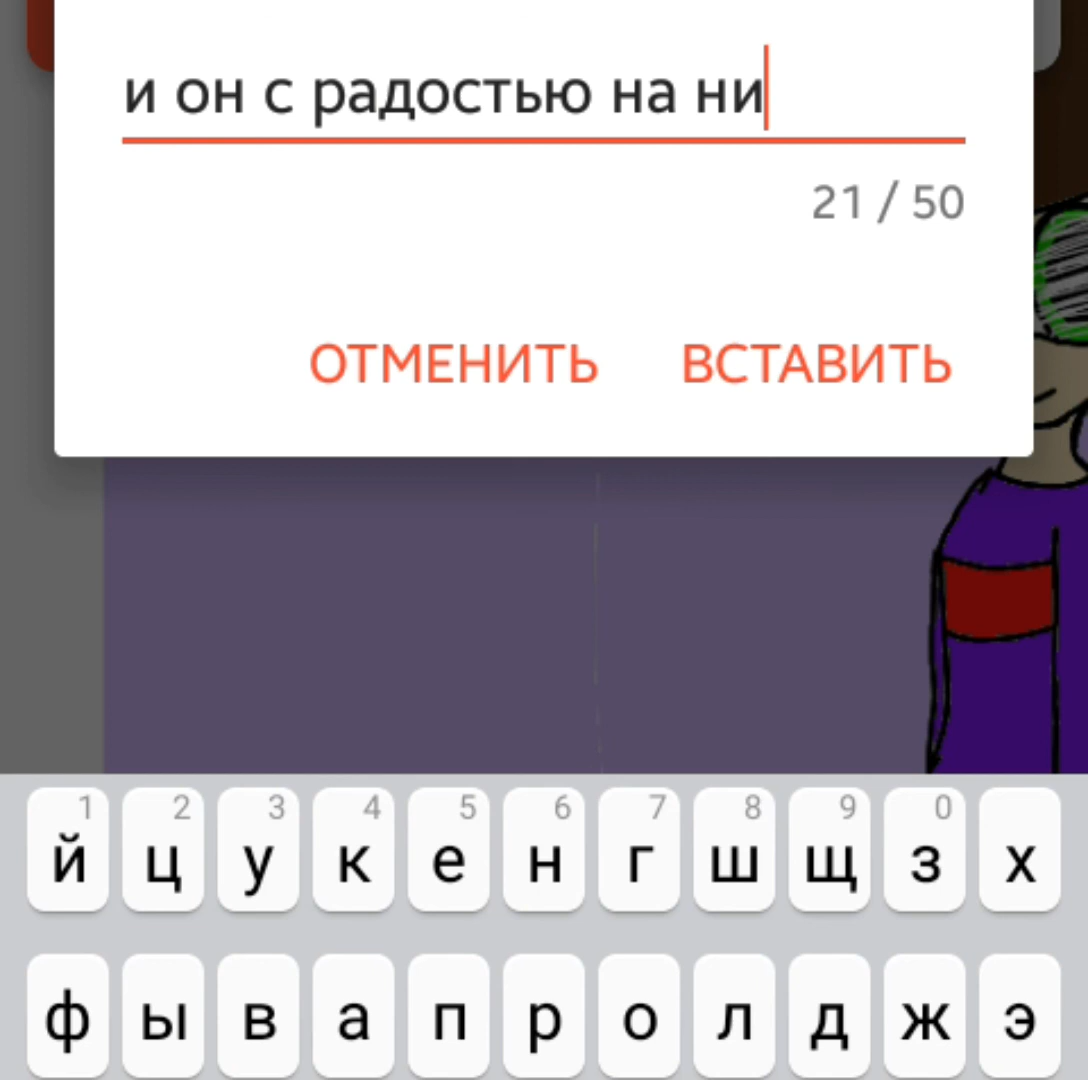 и он с радостью на ни
21 / 50
ОТМЕНИТЬ ВСТАВИТЬ
1 2 3 4 5 6 7 8 9 0
й ц у к е н г ш щ з х
ф ы в а п р о л д ж э